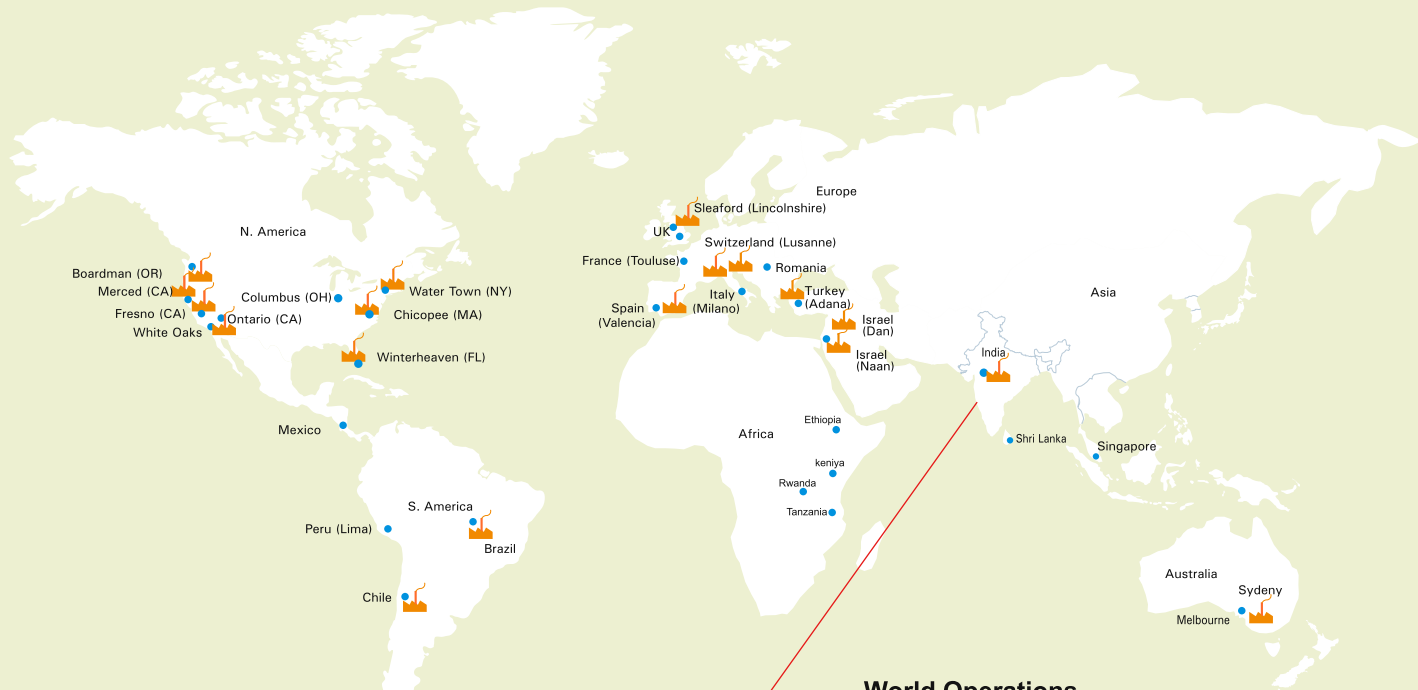 Europe
Sleaford (Lincolnshire)
N. America
UK
Switzerland (Lusanne)
Boardman (OR)
France (Touluse)
Romania
Merced (CA)
Columbus (OH)
Water Town (NY)
Italy
(Milano)
Turkey
(Adana)
Asia
Fresno (CA)
Ontario (CA)
Chicopee (MA)
Spain
(Valencia)
Israel
(Dan)
White Oaks
Winterheaven (FL)
Israel
(Naan)
India
Mexico
Africa
Ethiopia
Shri Lanka
Singapore
keniya
Rwanda
Tanzania
S. America
Peru (Lima)
Brazil
Australia
Chile
Sydeny
Melbourne
World Operations